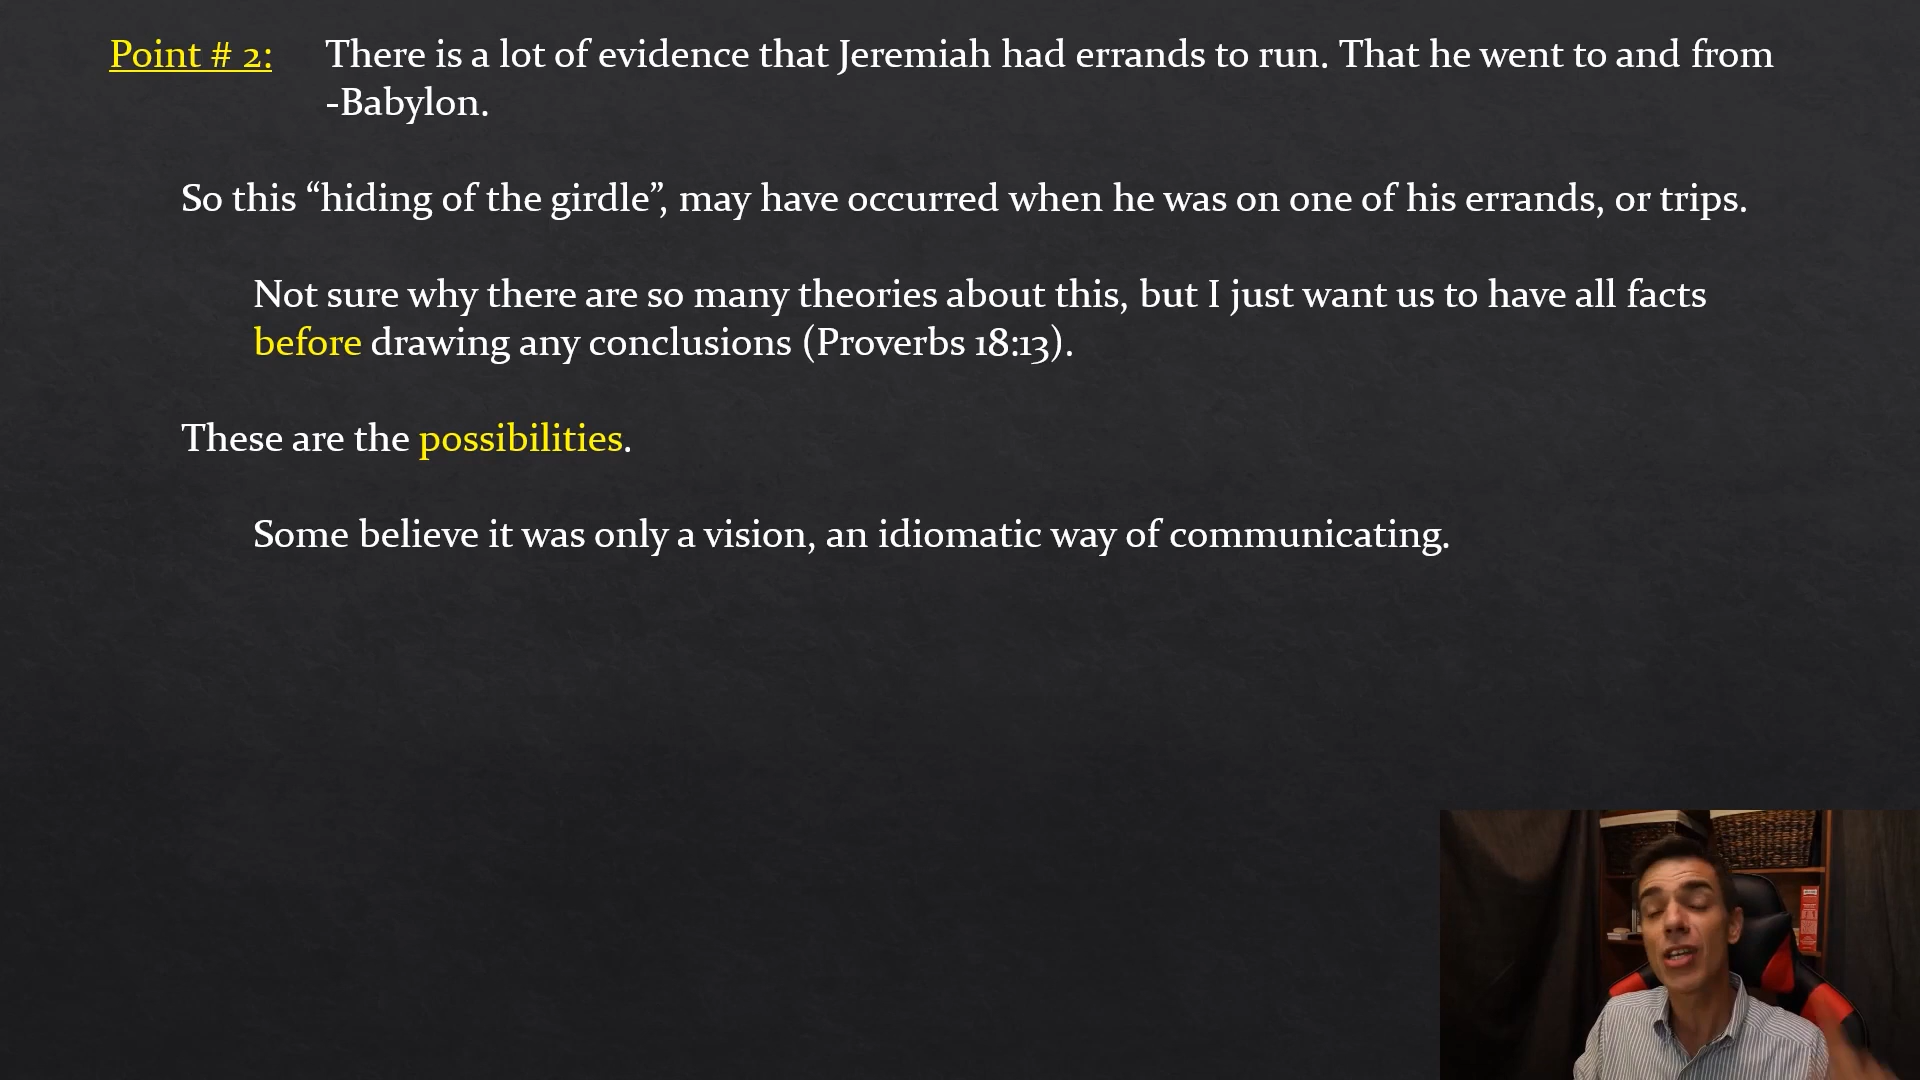 Point # 2: There is a lot of evidence that Jeremiah had errands to run. That he went to and from
-Babylon.
So this “hiding of the girdle”, may have occurred when he was on one of his errands, or trips.
Not sure why there are so many theories about this, but I just want us to have all facts
before drawing any conclusions (Proverbs 18:13).
These are the possibilities.
Some believe it was only a vision, an idiomatic way of communicating.